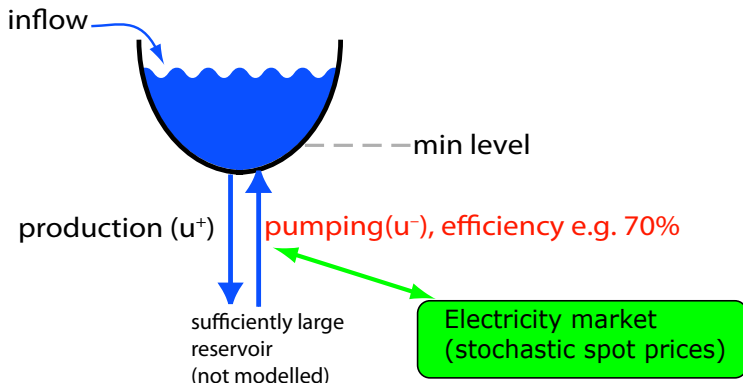 inflow
min level
production (u⁺)
pumping(u⁻), efficiency e.g. 70%
sufficiently large
reservoir
(not modelled)
Electricity market
(stochastic spot prices)